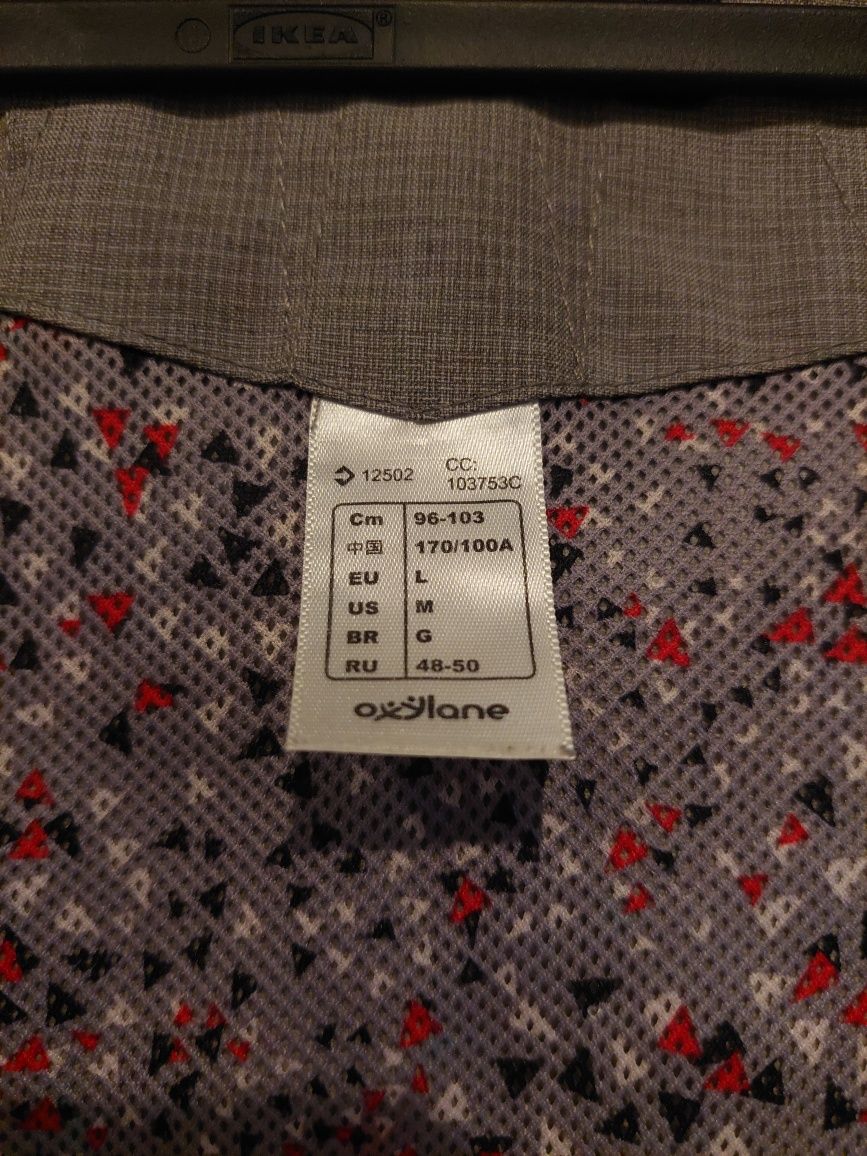 IKEA®
12502 CC: 103753C
Cm 96-103
中国 170/100A
EU L
US M
BR G
RU 48-50
oxylane